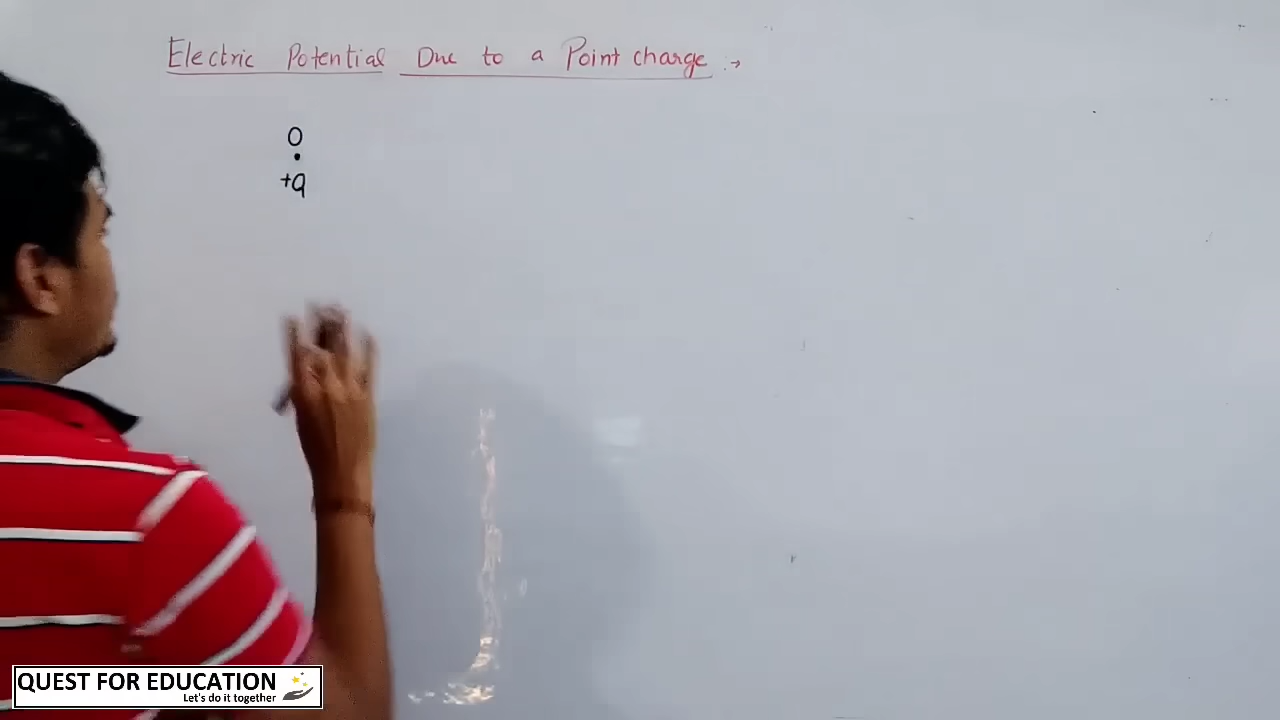 Electric Potential Due to a Point charge :→
O
+q
QUEST FOR EDUCATION
Let's do it together